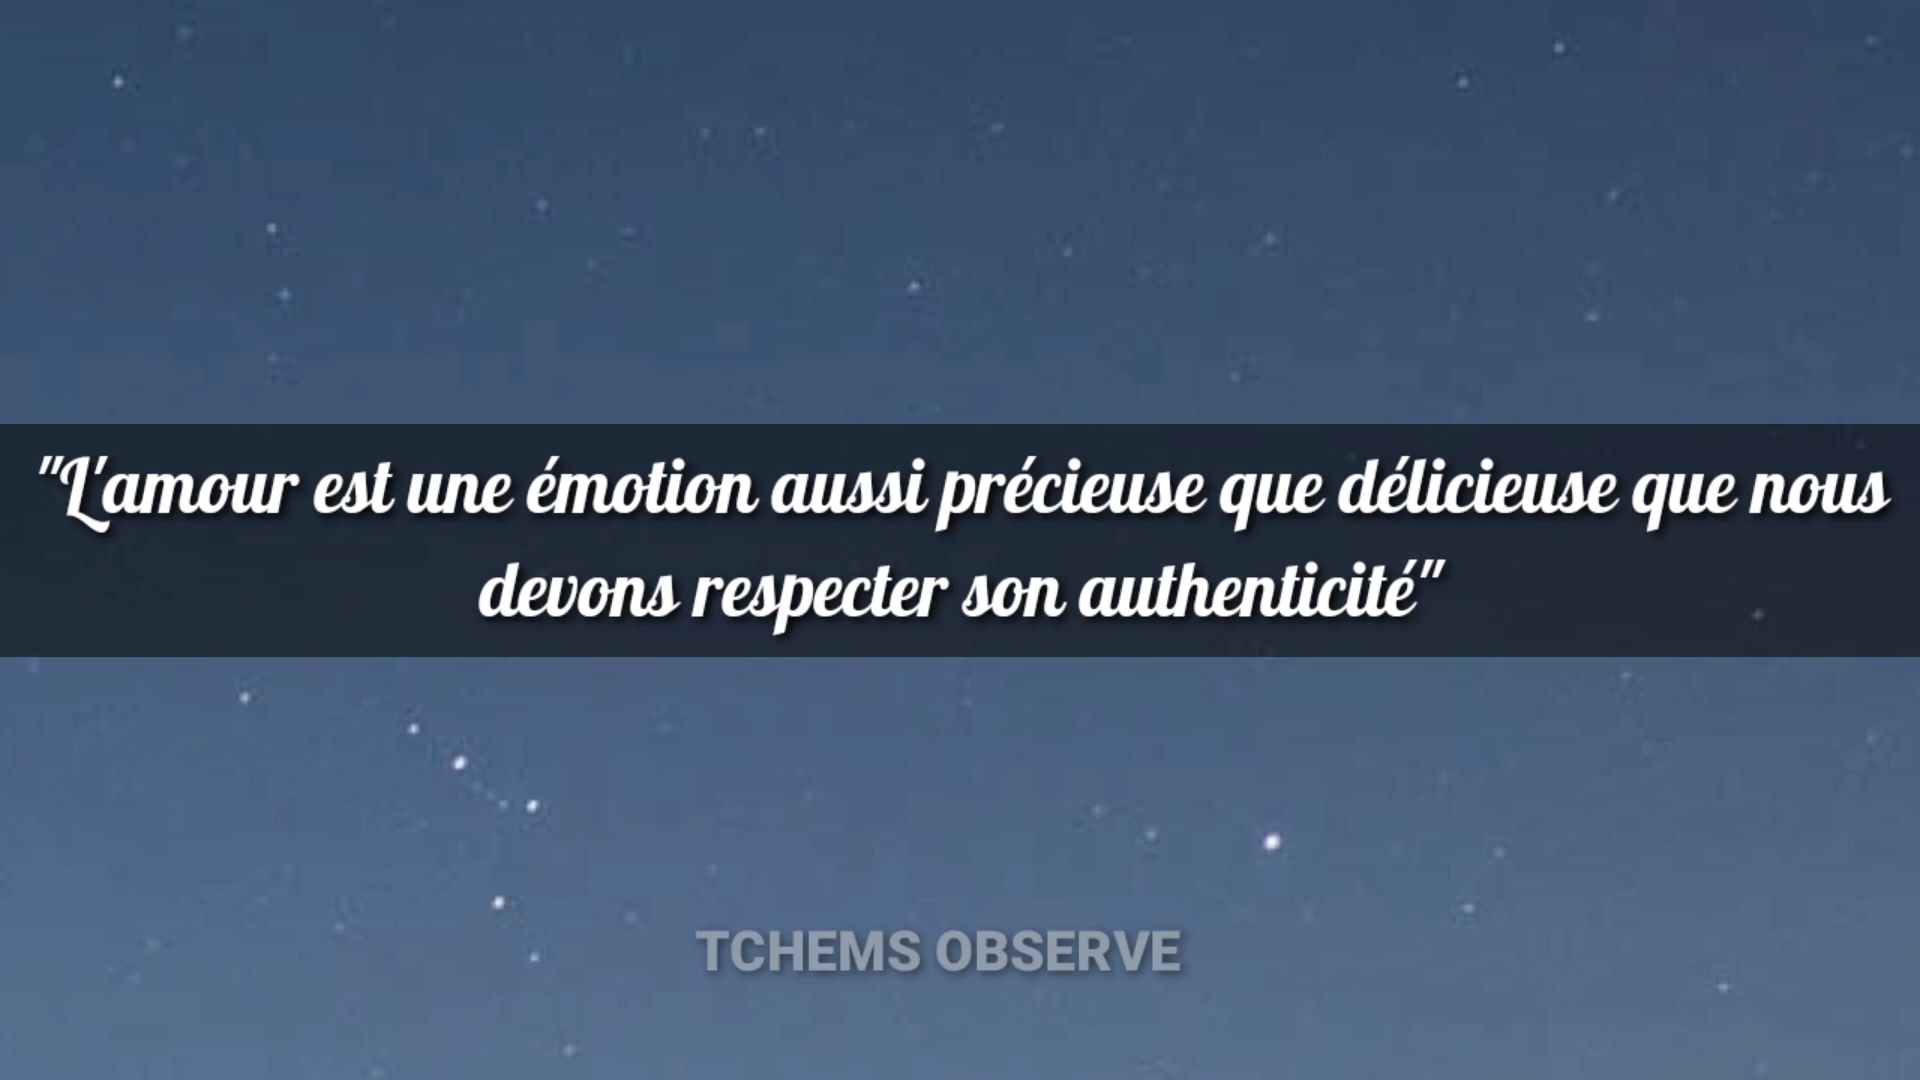 "L'amour est une émotion aussi précieuse que délicieuse que nous
devons respecter son authenticité"
TCHEMS OBSERVE